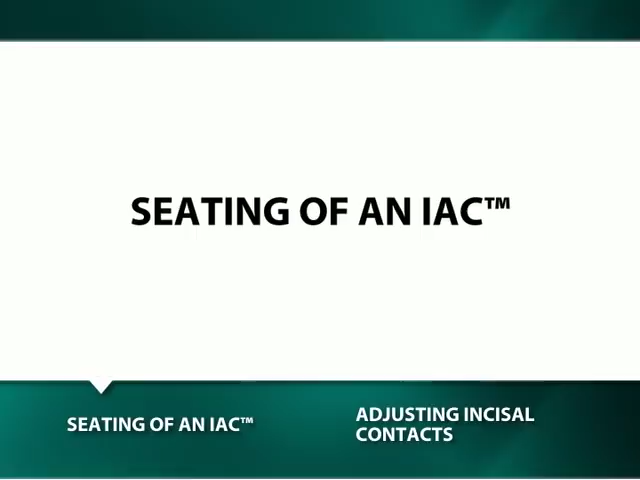 SEATING OF AN IAC™
SEATING OF AN IAC™
ADJUSTING INCISAL
CONTACTS